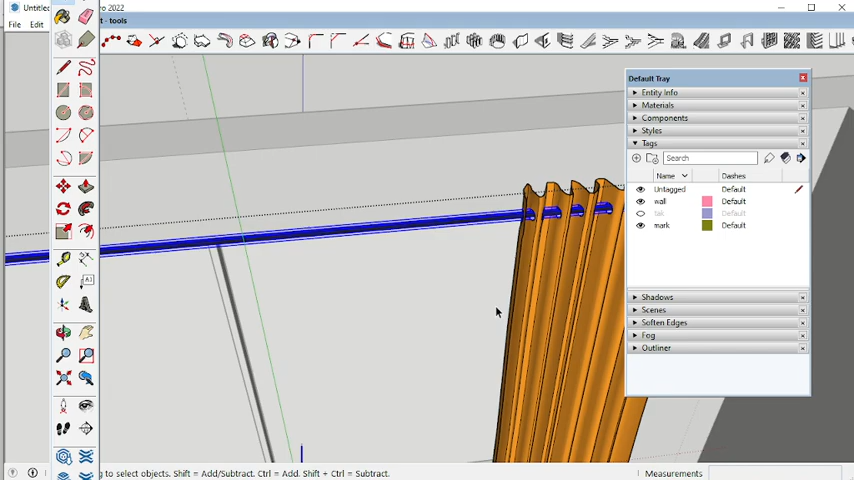 Untitled
ro 2022
File Edit
t - tools
Default Tray
Entity Info
Materials
Components
Styles
Tags
Search
Name Dashes
Untagged Default
wall Default
tak Default
mark Default
Shadows
Scenes
Soften Edges
Fog
Outliner
A1
g to select objects. Shift = Add/Subtract. Ctrl = Add. Shift + Ctrl = Subtract.
Measurements